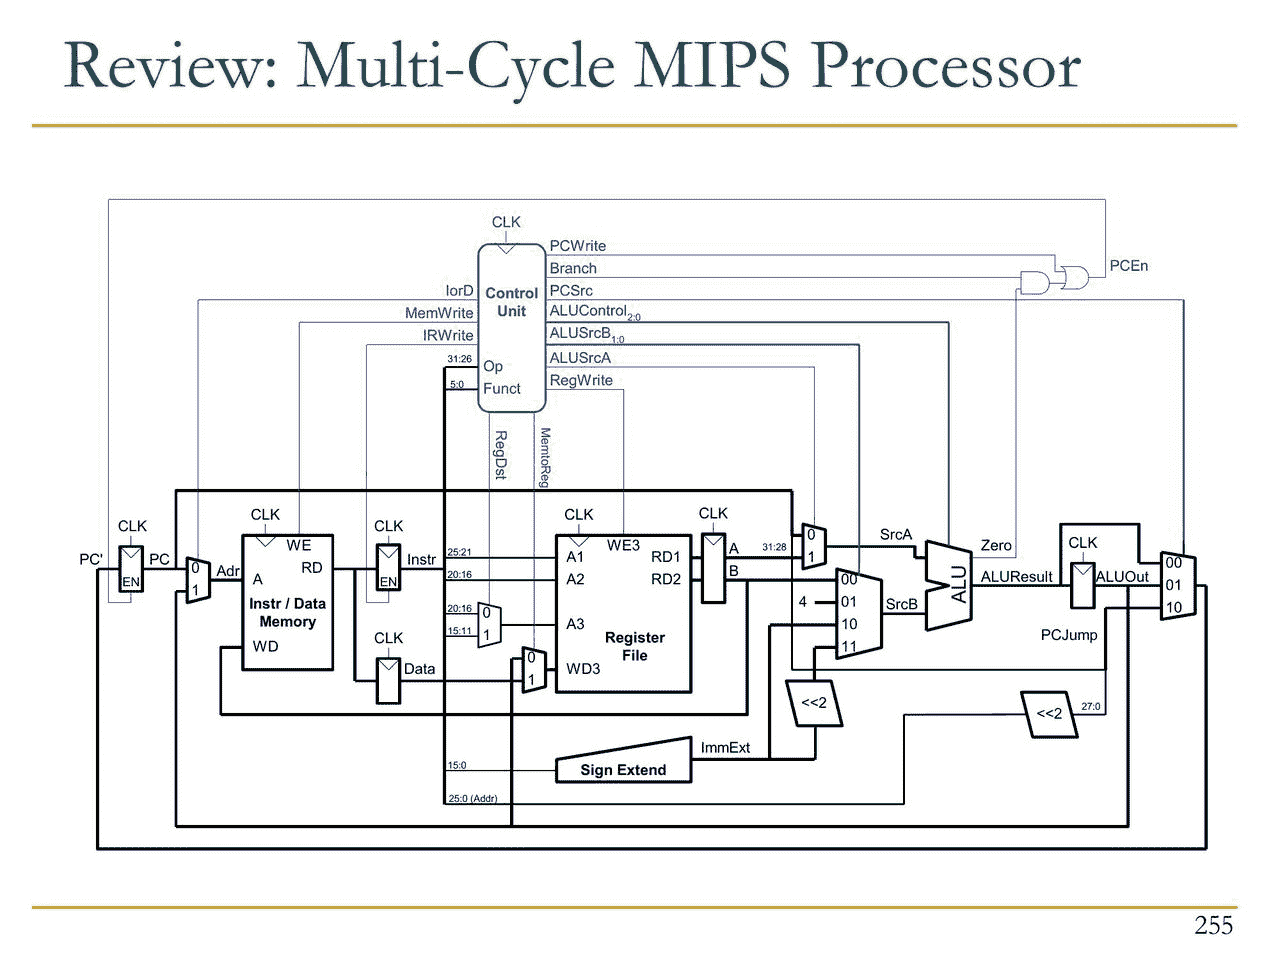 Review: Multi-Cycle MIPS Processor
CLK
PCWrite
Branch
PCEn
IorD
Control
Unit
PCSrc
MemWrite
ALUControl2:0
IRWrite
ALUSrcB1:0
31:26
Op
ALUSrcA
5:0
Funct
RegWrite
RegDst
MemtoReg
CLK
CLK
CLK
CLK
CLK
CLK
PC'
PC
EN
0
1
Adr
WE
A
RD
Instr / Data
Memory
WD
EN
Instr
CLK
Data
25:21
20:16
20:16
15:11
0
1
0
1
A1
A2
A3
WD3
WE3
RD1
RD2
Register
File
A
B
31:28
0
1
SrcA
00
4
01
10
11
SrcB
ALU
Zero
ALUResult
ALUOut
00
01
10
PCJump
<<2
<<2
27:0
ImmExt
15:0
Sign Extend
25:0 (Addr)
255